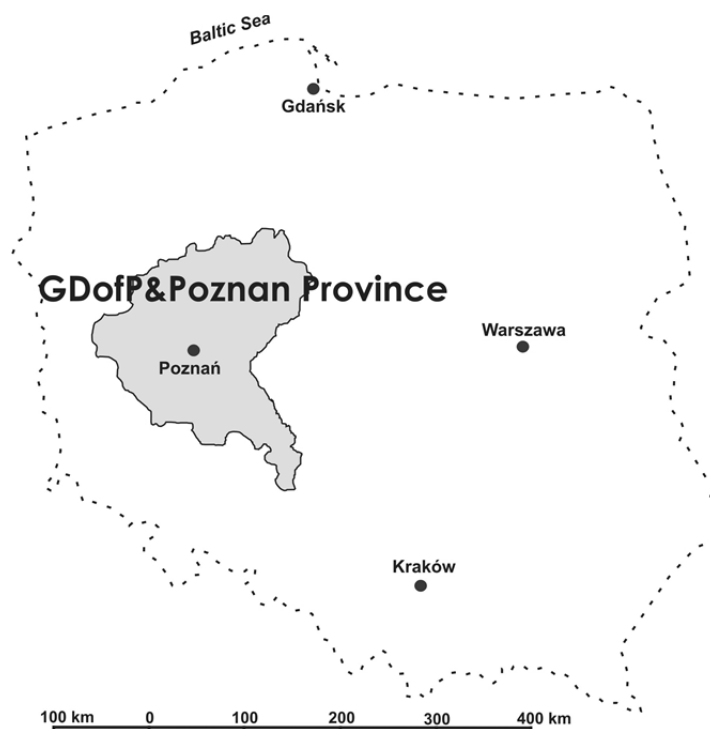 Baltic Sea
Gdańsk
GDofP&Poznan Province
Warszawa
Poznań
Kraków
100 km 0 100 200 300 400 km